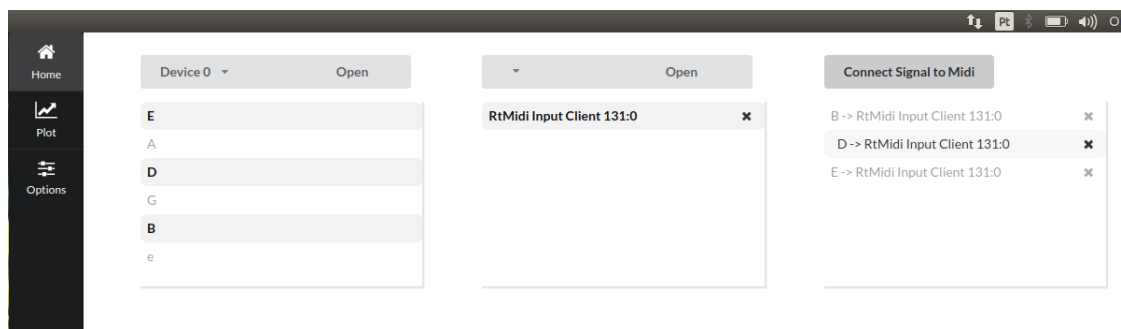 Pt
O
Home
Plot
Options
Device 0 Open
E
A
D
G
B
e
Open
RtMidi Input Client 131:0
Connect Signal to Midi
B -> RtMidi Input Client 131:0
D -> RtMidi Input Client 131:0
E -> RtMidi Input Client 131:0